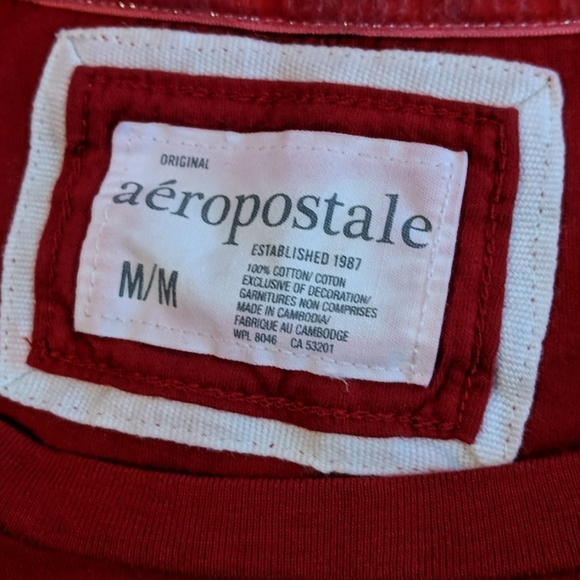 ORIGINAL
aéropostale
ESTABLISHED 1987
M/M
100% COTTON/ COTON
EXCLUSIVE OF DECORATION/
GARNITURES NON COMPRISES
MADE IN CAMBODIA/
FABRIQUE AU CAMBODGE
WPL 8046 CA 53201